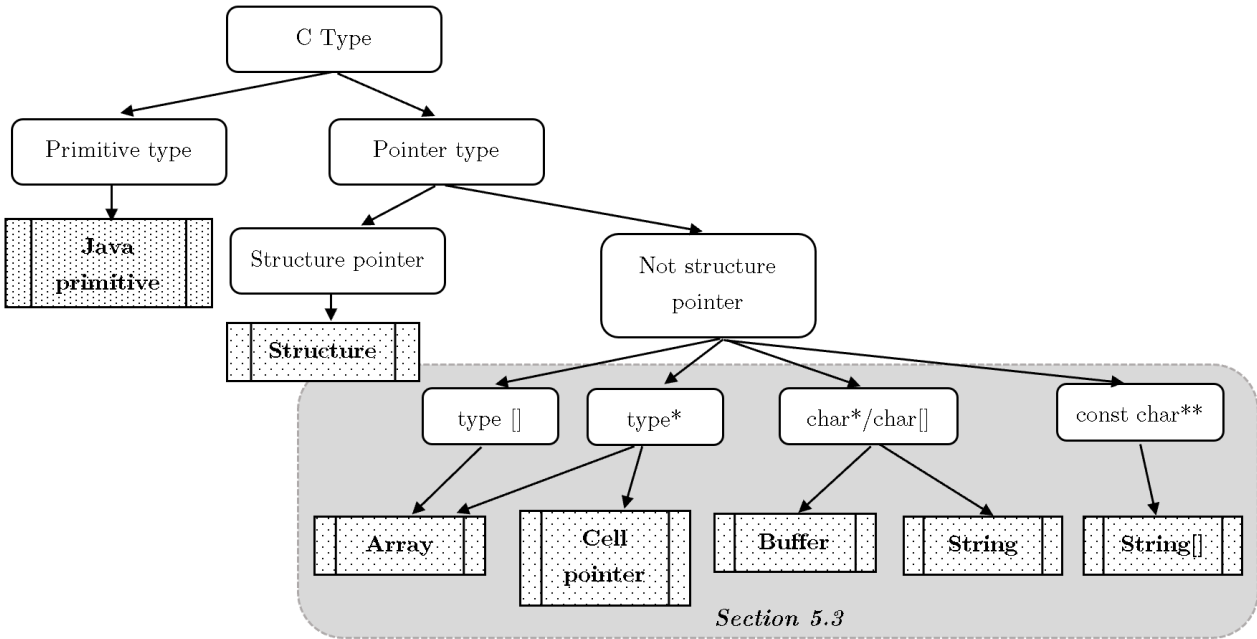 C Type
Primitive type
Pointer type
Java
primitive
Structure pointer
Not structure
pointer
Structure
type []
type*
char*/char[]
const char**
Array
Cell
pointer
Buffer
String
String[]
Section 5.3